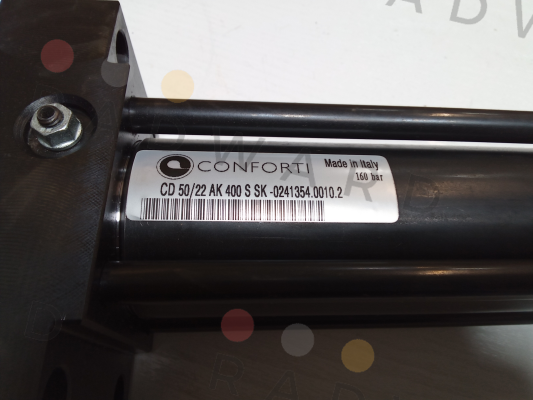 CONFORTI
Made in Italy
160 bar
CD 50/22 AK 400 S SK -0241354.0010.2